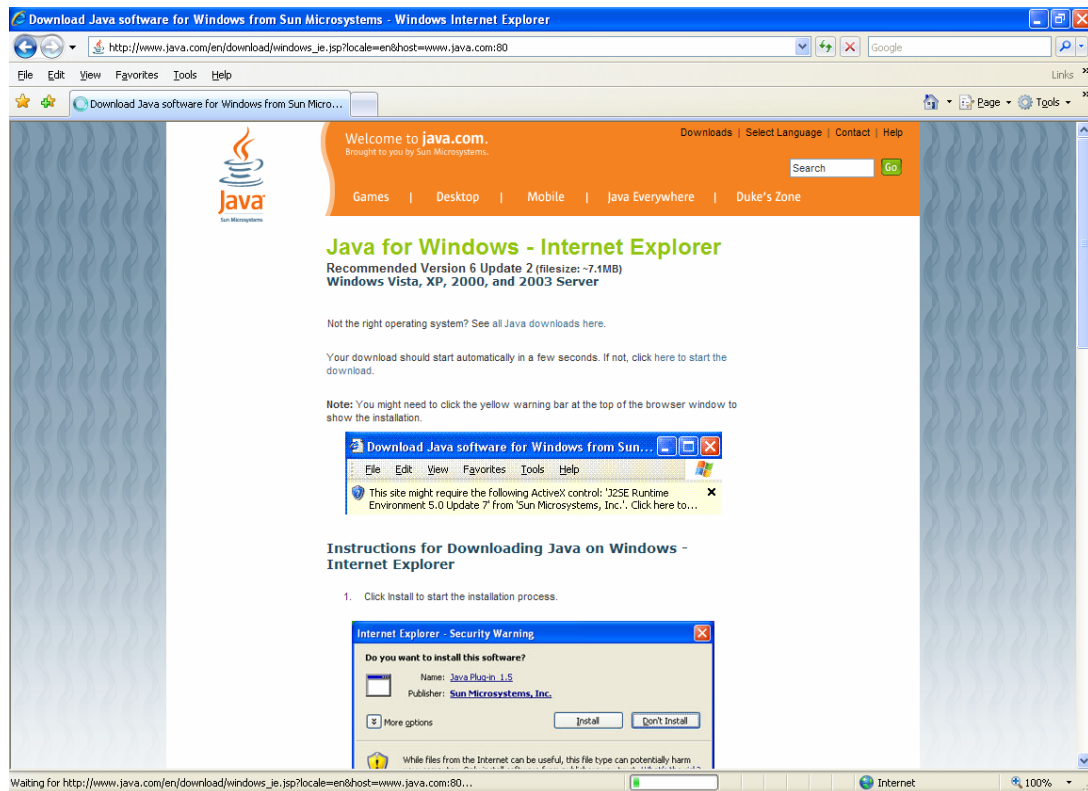 Download Java software for Windows from Sun Microsystems - Windows Internet Explorer
http://www.java.com/en/download/windows_ie.jsp?locale=en&host=www.java.com:80
Google
File Edit View Favorites Tools Help
Links »
Download Java software for Windows from Sun Micro...
Page Tools »
Java
Sun Microsystems
Welcome to java.com.
Brought to you by Sun Microsystems.
Downloads | Select Language | Contact | Help
Search Go
Games | Desktop | Mobile | Java Everywhere | Duke's Zone
Java for Windows - Internet Explorer
Recommended Version 6 Update 2 (filesize: ~7.1MB)
Windows Vista, XP, 2000, and 2003 Server
Not the right operating system? See all Java downloads here.
Your download should start automatically in a few seconds. If not, click here to start the
download.
Note: You might need to click the yellow warning bar at the top of the browser window to
show the installation.
Download Java software for Windows from Sun...
File Edit View Favorites Tools Help
This site might require the following ActiveX control: 'J2SE Runtime
Environment 5.0 Update 7' from 'Sun Microsystems, Inc.'. Click here to...
Instructions for Downloading Java on Windows -
Internet Explorer
1. Click Install to start the installation process.
Internet Explorer - Security Warning
Do you want to install this software?
Name: Java Plug-in 1.5
Publisher: Sun Microsystems, Inc.
More options
Install Don't Install
While files from the Internet can be useful, this file type can potentially harm
Waiting for http://www.java.com/en/download/windows_ie.jsp?locale=en&host=www.java.com:80...
Internet
100%